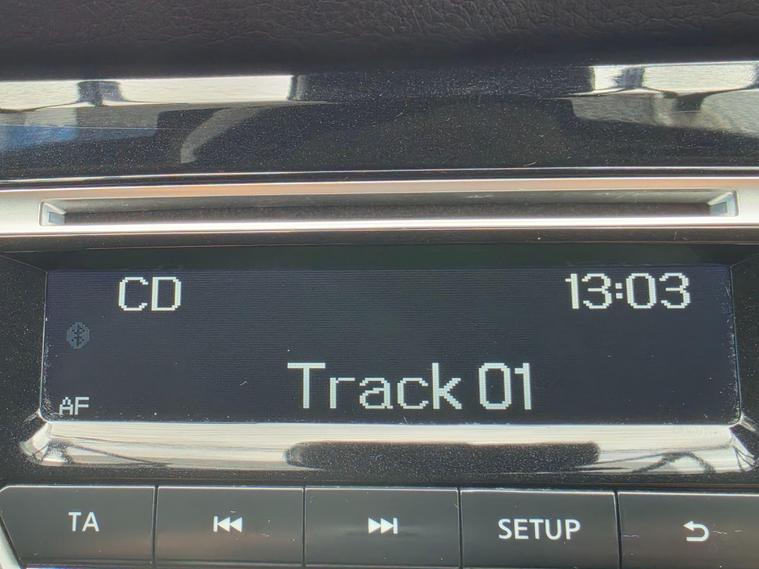 CD 13:03
Track 01
AF
TA SETUP